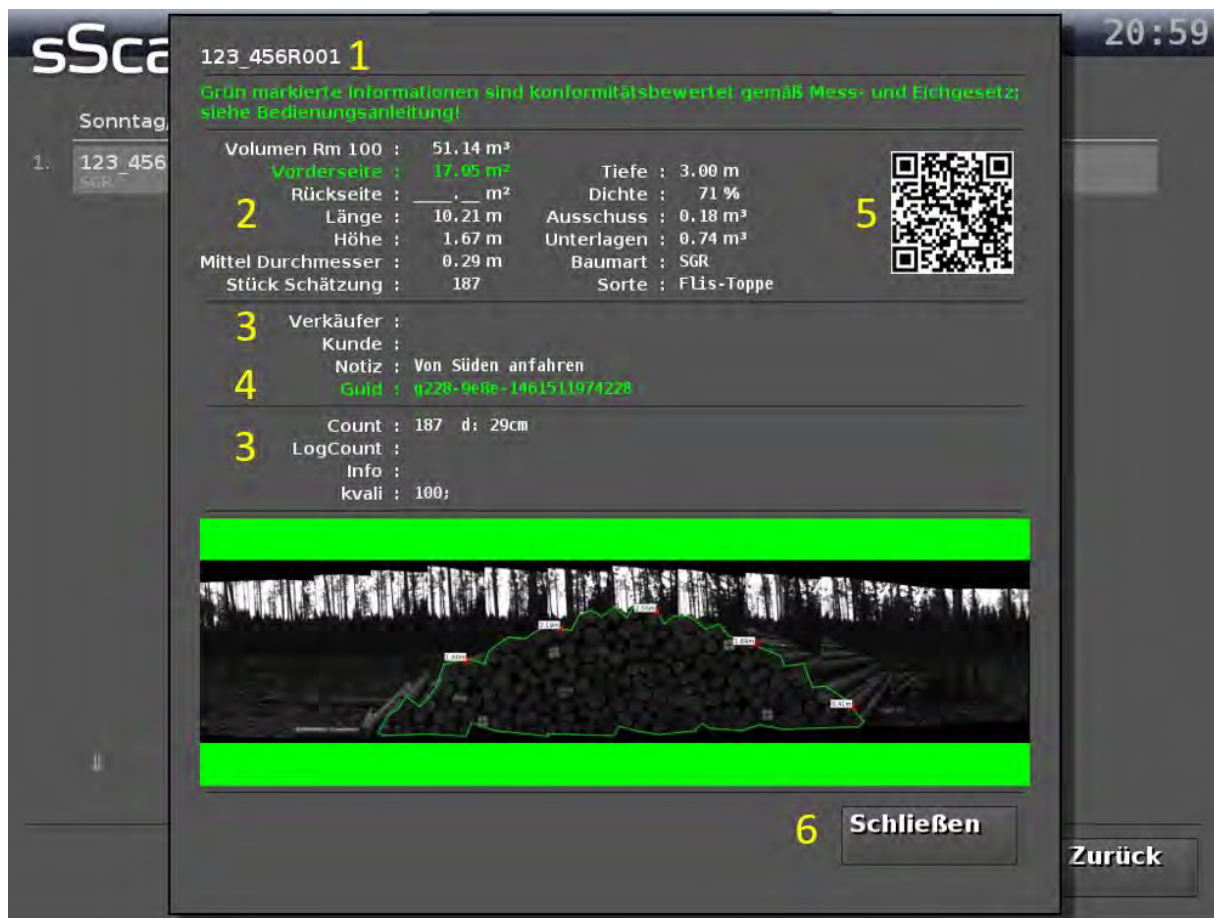 sSca
20:59
123_456R001 1
Grün markierte Informationen sind konformitätsbewertet gemäß Mess- und Eichgesetz;
siehe Bedienungsanleitung!
Sonntag,
1. 123_456
SGR
Volumen Rm 100 : 51.14 m³
Vorderseite : 17.05 m² Tiefe : 3.00 m
Rückseite : ____.__ m² Dichte : 71 %
2 Länge : 10.21 m Ausschuss : 0.18 m³ 5
Höhe : 1.67 m Unterlagen : 0.74 m³
Mittel Durchmesser : 0.29 m Baumart : SGR
Stück Schätzung : 187 Sorte : Flis-Toppe
3 Verkäufer :
Kunde :
Notiz : Von Süden anfahren
4 Guid : g228-9e8e-1461511974228
Count : 187 d: 29cm
3 LogCount :
Info :
kvali : 100;
6 Schließen
Zurück